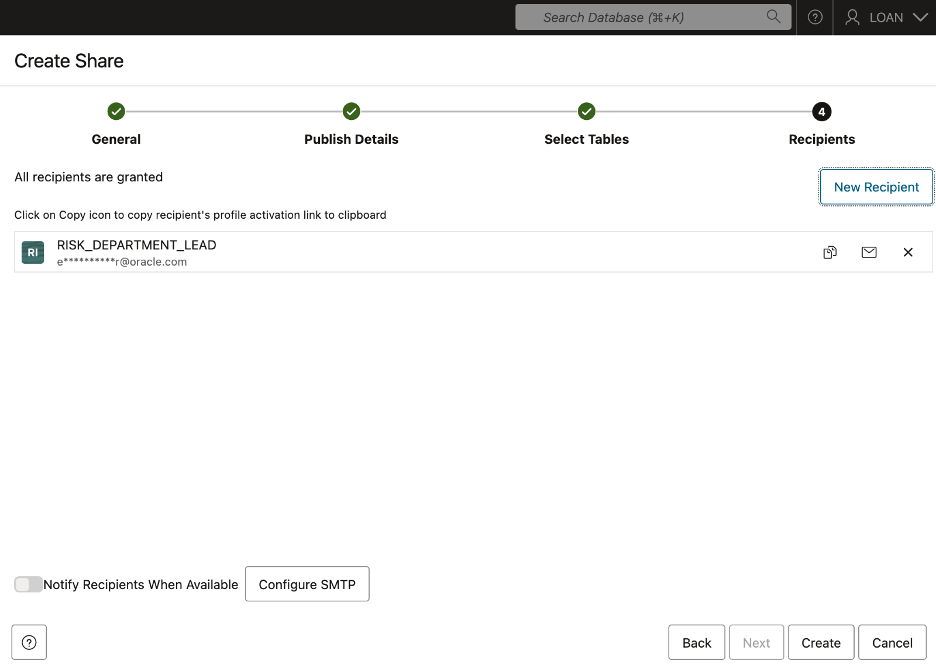 Search Database (⌘+K)
LOAN
Create Share
4
General
Publish Details
Select Tables
Recipients
All recipients are granted
New Recipient
Click on Copy icon to copy recipient's profile activation link to clipboard
RI
RISK_DEPARTMENT_LEAD
e**********r@oracle.com
Notify Recipients When Available
Configure SMTP
Back
Next
Create
Cancel